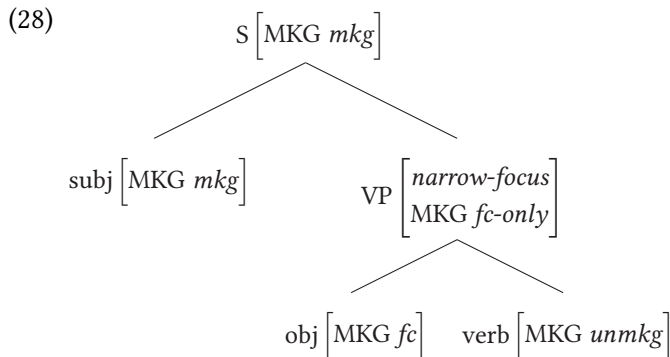 (28)
S [MKG mkg]
subj [MKG mkg]
VP [narrow-focus
MKG fc-only]
obj [MKG fc] verb [MKG unmkg]